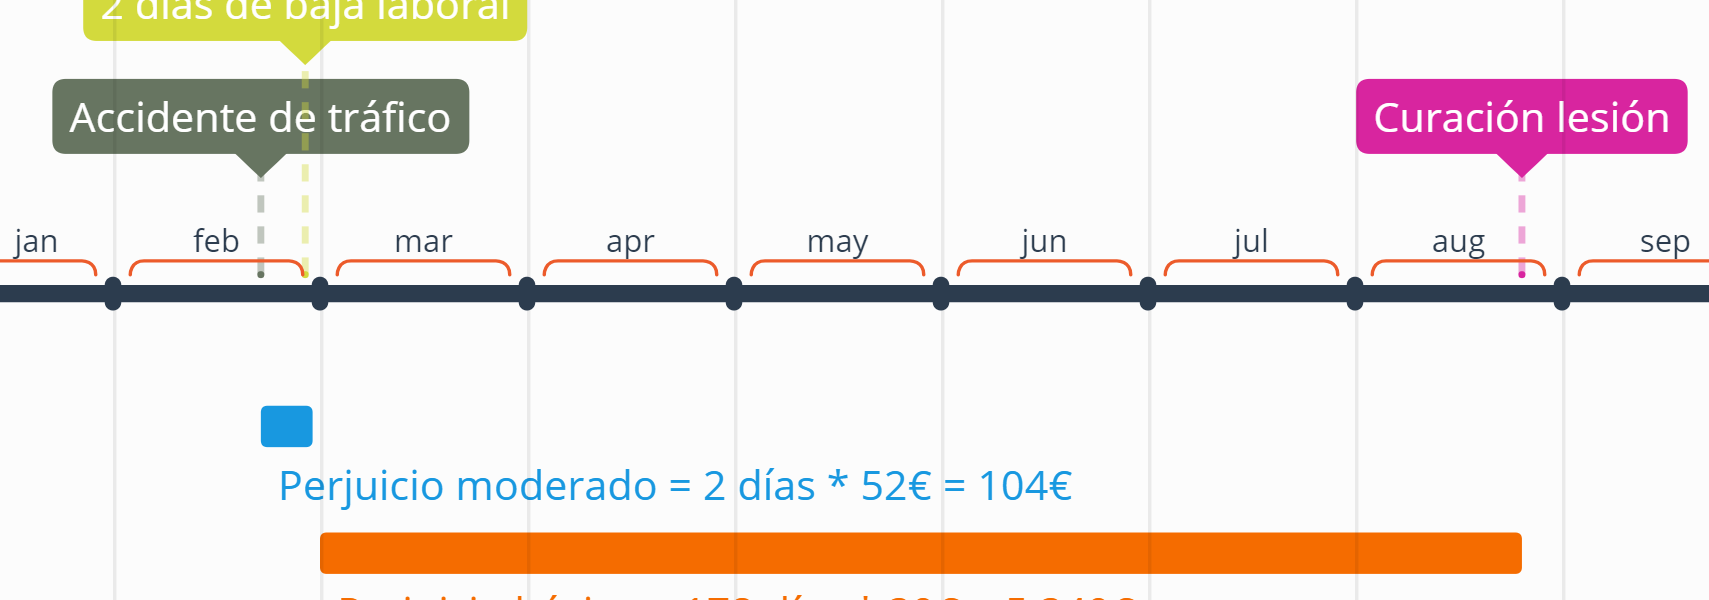 2 días de baja laboral
Accidente de tráfico
Curación lesión
jan feb mar apr may jun jul aug sep
Perjuicio moderado = 2 días * 52€ = 104€